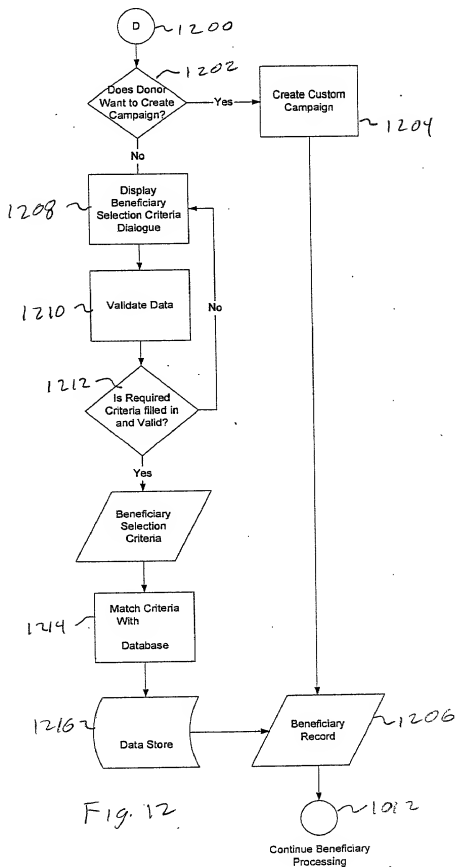 D
1200
1202
Does Donor
Want to Create
Campaign?
Yes
Create Custom
Campaign
1204
No
1208
Display
Beneficiary
Selection Criteria
Dialogue
1210
Validate Data
No
1212
Is Required
Criteria filled in
and Valid?
Yes
Beneficiary
Selection
Criteria
1214
Match Criteria
With
Database
1216
Data Store
Beneficiary
Record
1206
Fig. 12
1012
Continue Beneficiary
Processing